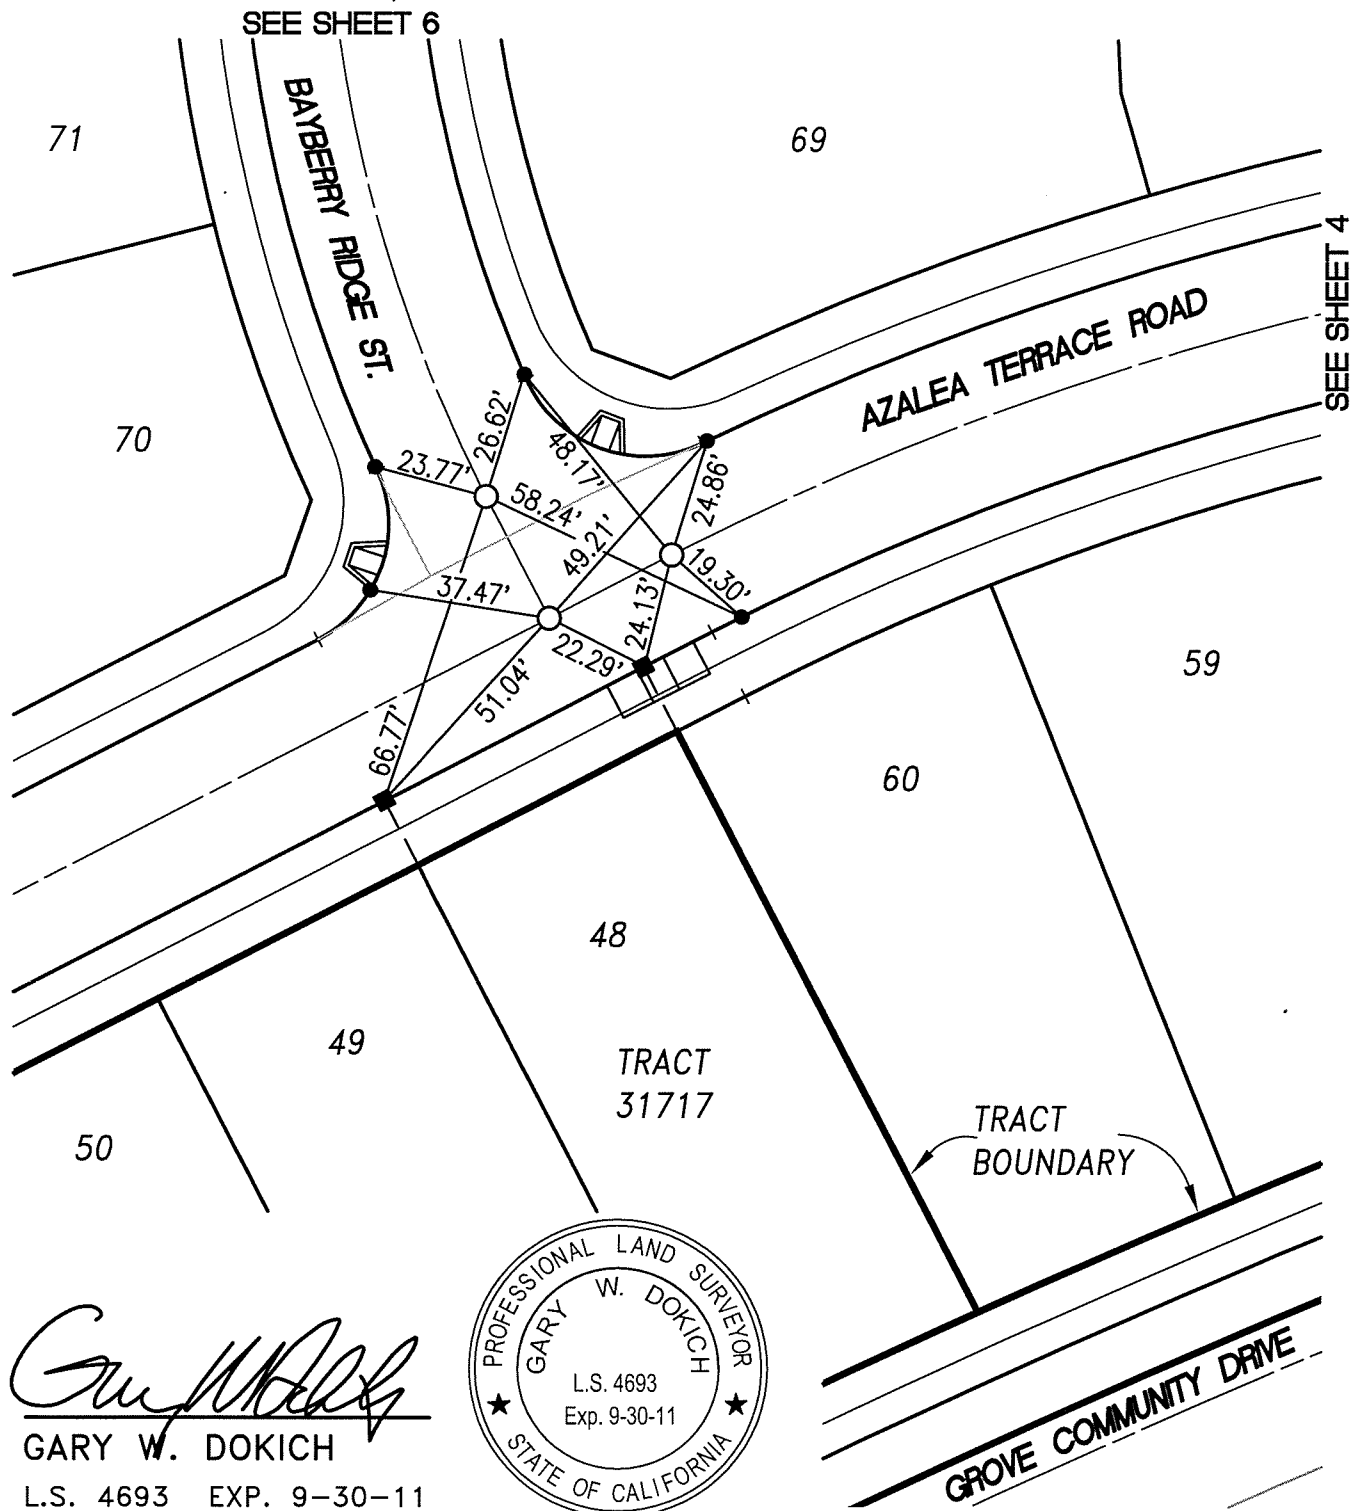 SEE SHEET 6
71
BAYBERRY RIDGE ST.
69
SEE SHEET 4
AZALEA TERRACE ROAD
70
26.62'
23.77'
48.17'
24.86'
58.24'
49.21'
19.30'
37.47'
24.13'
22.29'
51.04'
66.77'
59
60
48
49
TRACT
31717
50
TRACT
BOUNDARY
PROFESSIONAL LAND SURVEYOR
GARY W. DOKICH
L.S. 4693
Exp. 9-30-11
STATE OF CALIFORNIA
GROVE COMMUNITY DRIVE
GARY W. DOKICH
L.S. 4693 EXP. 9-30-11